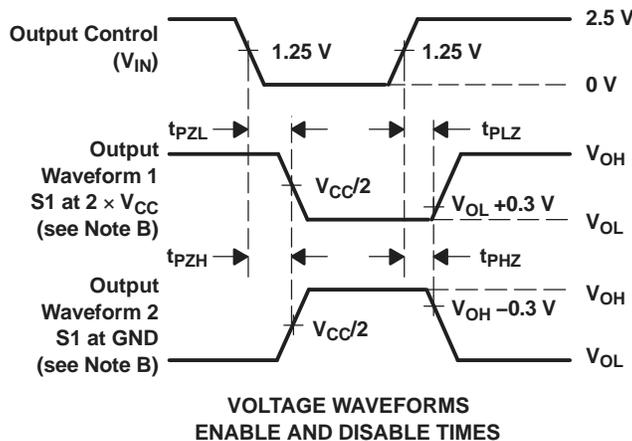 Output Control
(VIN)
1.25 V
1.25 V
2.5 V
0 V
tPZL
tPLZ
Output
Waveform 1
S1 at 2 × VCC
(see Note B)
VCC/2
VOH
VOL +0.3 V
VOL
tPZH
tPHZ
Output
Waveform 2
S1 at GND
(see Note B)
VCC/2
VOH
VOH −0.3 V
VOL
VOLTAGE WAVEFORMS
ENABLE AND DISABLE TIMES